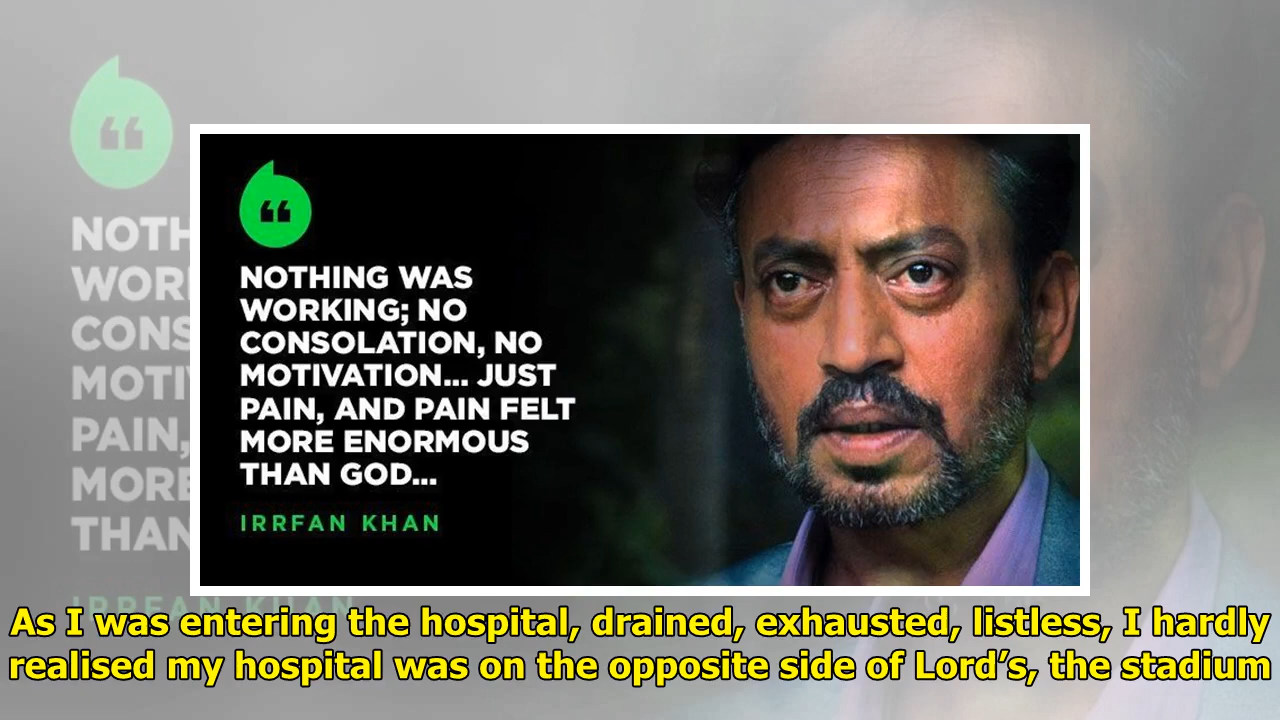 NOTHING WAS
WORKING; NO
CONSOLATION, NO
MOTIVATION... JUST
PAIN, AND PAIN FELT
MORE ENORMOUS
THAN GOD...
IRRFAN KHAN
As I was entering the hospital, drained, exhausted, listless, I hardly
realised my hospital was on the opposite side of Lord’s, the stadium